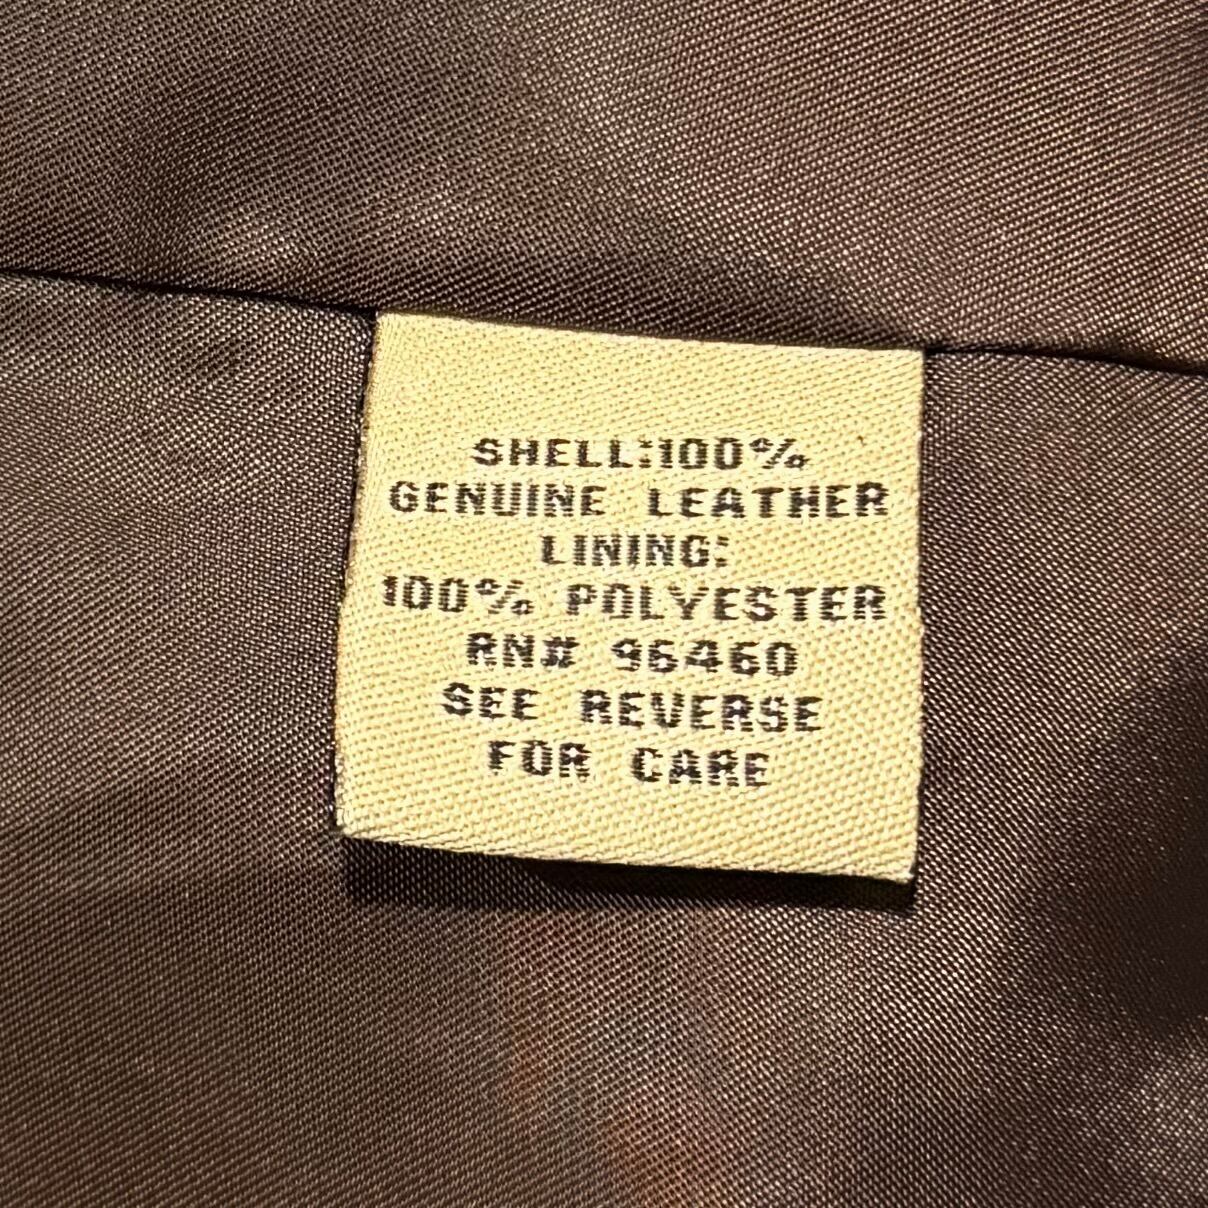 SHELL:100%
GENUINE LEATHER
LINING:
100% POLYESTER
RN# 96460
SEE REVERSE
FOR CARE